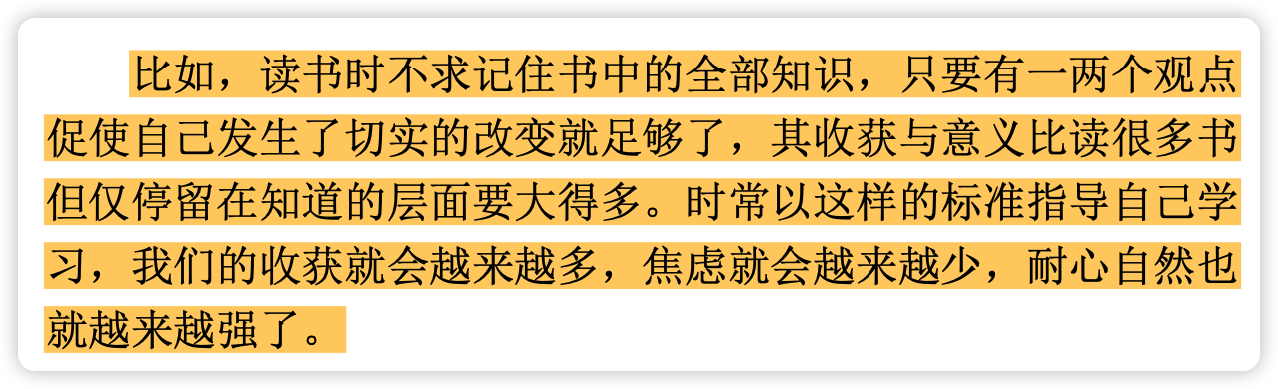 比如，读书时不求记住书中的全部知识，只要有一两个观点
促使自己发生了切实的改变就足够了，其收获与意义比读很多书
但仅停留在知道的层面要大得多。时常以这样的标准指导自己学
习，我们的收获就会越来越多，焦虑就会越来越少，耐心自然也
就越来越强了。